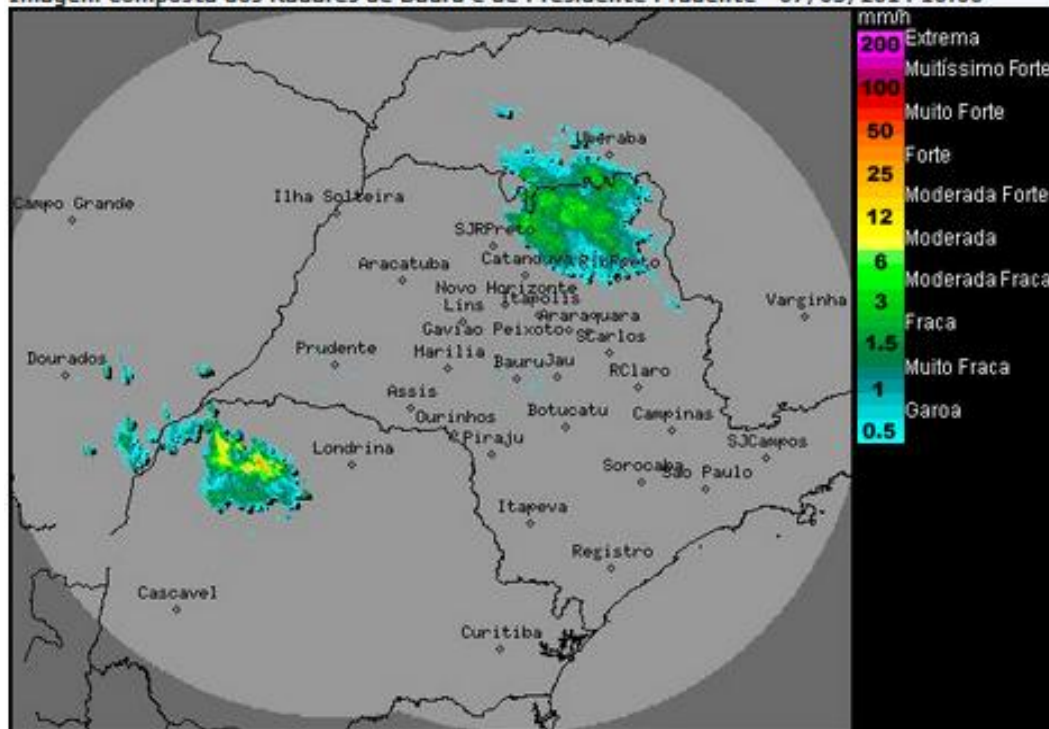 mm/h
200 Extrema
Muitíssimo Forte
100
Muito Forte
50
Forte
25
Moderada Forte
12
Moderada
6
Moderada Fraca
3
Fraca
1.5
Muito Fraca
1
Garoa
0.5
Uberaba
Campo Grande
Ilha Solteira
SJRPreto
Catanduva
RibPreto
Aracatuba
Novo Horizonte
Itapolis
Lins
Araraquara
Varginha
Gaviao Peixoto
SCarlos
Dourados
Prudente
Marilia
Bauru
Jau
RClaro
Assis
Ourinhos
Botucatu
Campinas
Piraju
Londrina
SJCampos
Sorocaba
Sao Paulo
Itapeva
Registro
Cascavel
Curitiba